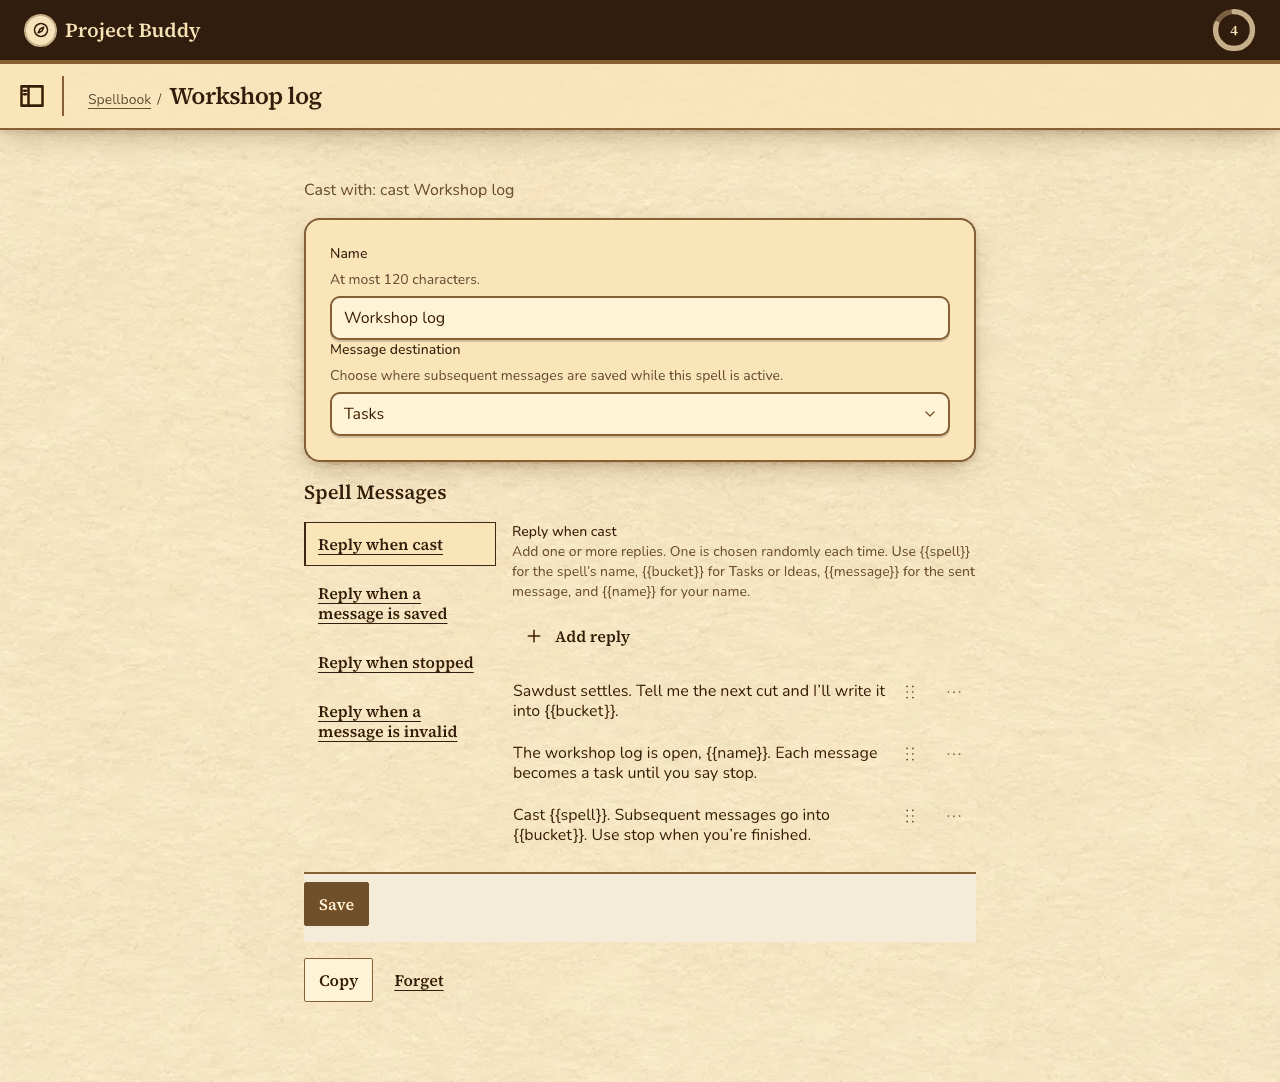 Project Buddy
4
Spellbook / Workshop log
Cast with: cast Workshop log
Name
At most 120 characters.
Workshop log
Message destination
Choose where subsequent messages are saved while this spell is active.
Tasks
Spell Messages
Reply when cast
Reply when a
message is saved
Reply when stopped
Reply when a
message is invalid
Reply when cast
Add one or more replies. One is chosen randomly each time. Use {{spell}}
for the spell’s name, {{bucket}} for Tasks or Ideas, {{message}} for the sent
message, and {{name}} for your name.
Add reply
Sawdust settles. Tell me the next cut and I’ll write it
into {{bucket}}.
The workshop log is open, {{name}}. Each message
becomes a task until you say stop.
Cast {{spell}}. Subsequent messages go into
{{bucket}}. Use stop when you’re finished.
Save
Copy
Forget